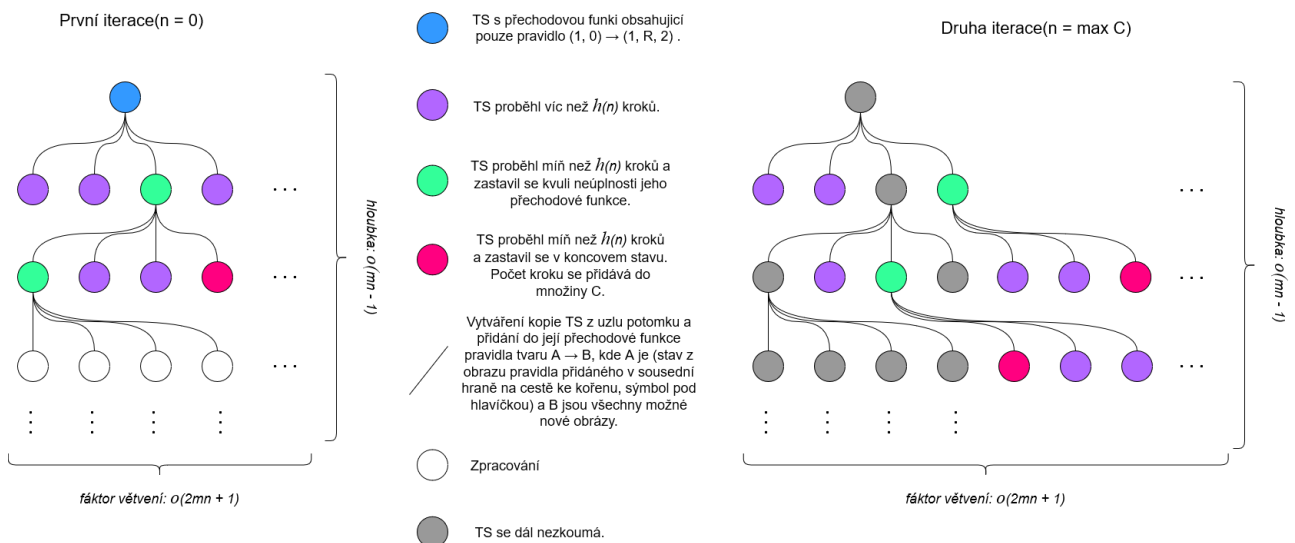 První iterace(n = 0)
hloubka: o(mn - 1)
fáktor větvení: o(2mn + 1)
TS s přechodovou funki obsahujici
pouze pravidlo (1, 0) → (1, R, 2) .
TS proběhl víc než h(n) kroků.
TS proběhl míň než h(n) kroků a
zastavil se kvuli neúplnosti jeho
přechodové funkce.
TS proběhl míň než h(n) kroků
a zastavil se v koncovem stavu.
Počet kroku se přidává do
množiny C.
Vytváření kopie TS z uzlu potomku a
přidání do její přechodove funkce
pravidla tvaru A → B, kde A je (stav z
obrazu pravidla přidáného v sousední
hraně na cestě ke kořenu, sýmbol pod
hlavíčkou) a B jsou všechny možné
nové obrázy.
Zpracování
TS se dál nezkoumá.
Druha iterace(n = max C)
hloubka: o(mn - 1)
fáktor větvení: o(2mn + 1)